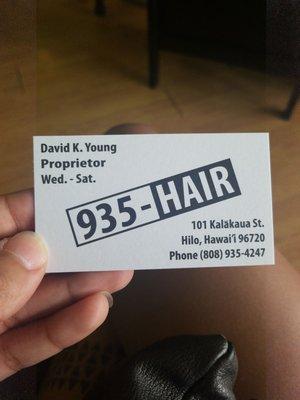 David K. Young
Proprietor
Wed. - Sat.
935-HAIR
101 Kalākaua St.
Hilo, Hawai‘i 96720
Phone (808) 935-4247